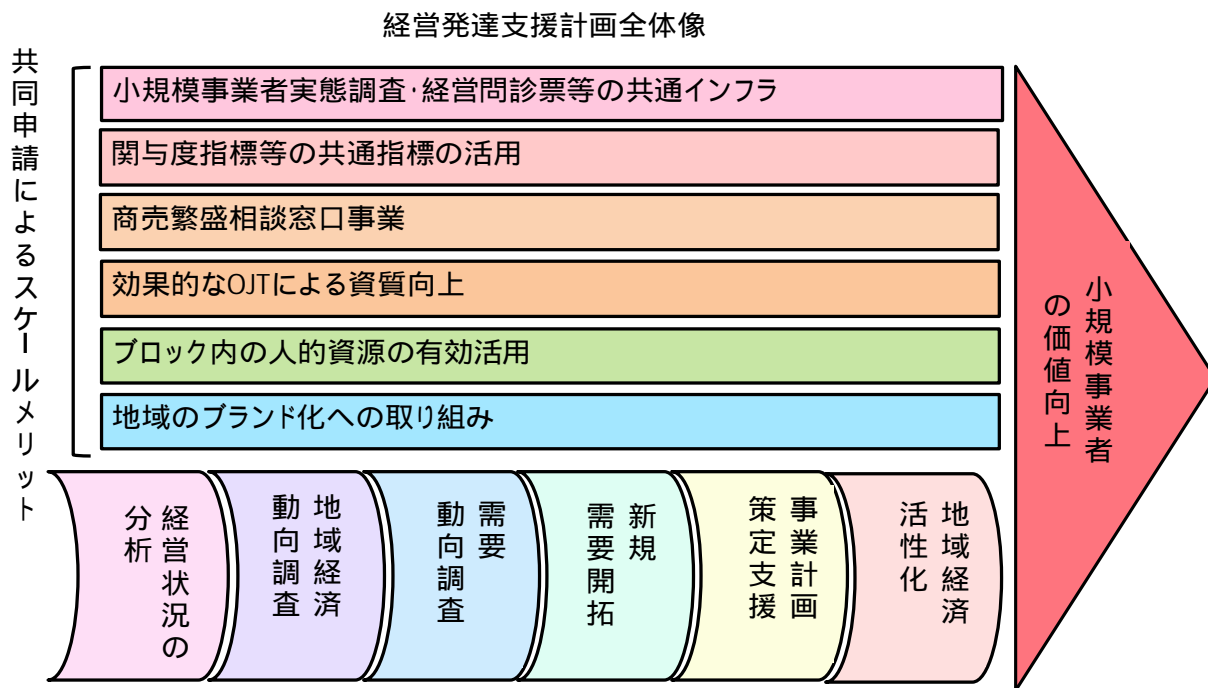 経営発達支援計画全体像
共同申請によるスケールメリット
小規模事業者実態調査・経営問診票等の共通インフラ
関与度指標等の共通指標の活用
商売繁盛相談窓口事業
効果的なOJTによる資質向上
ブロック内の人的資源の有効活用
地域のブランド化への取り組み
小規模事業者
の価値向上
経営状況の
分析
地域経済
動向調査
需要
動向調査
新規
需要開拓
事業計画
策定支援
地域経済
活性化